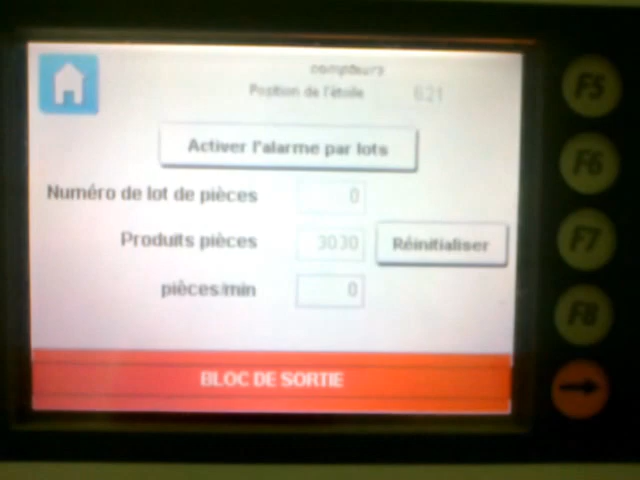 compteurs
Position de l'étoile 621
Activer l'alarme par lots
Numéro de lot de pièces 0
Produits pièces 3030 Réinitialiser
pièces/min 0
BLOC DE SORTIE
F5
F6
F7
F8